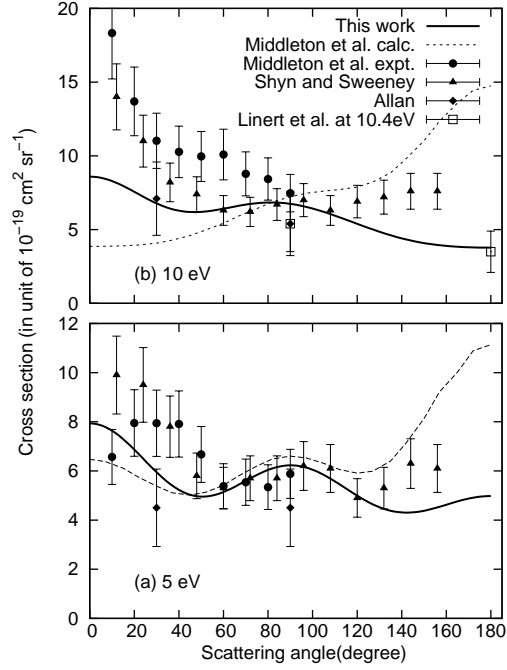 Cross section (in unit of 10⁻¹⁹ cm² sr⁻¹)
20
15
10
5
0
This work
Middleton et al. calc.
Middleton et al. expt.
Shyn and Sweeney
Allan
Linert et al. at 10.4eV
(b) 10 eV
12
10
8
6
4
2
0
(a) 5 eV
0 20 40 60 80 100 120 140 160 180
Scattering angle(degree)